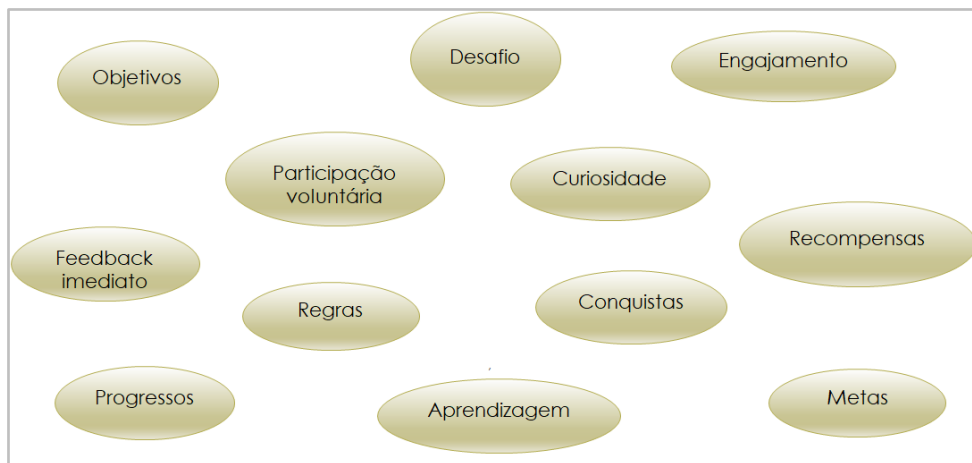 Objetivos
Desafio
Engajamento
Participação
voluntária
Curiosidade
Recompensas
Feedback
imediato
Regras
Conquistas
Progressos
Aprendizagem
Metas